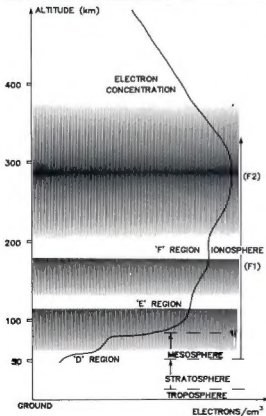 ALTITUDE (km)
400
ELECTRON
CONCENTRATION
300
(F2)
200
'F' REGION
IONOSPHERE
(F1)
'E' REGION
100
'D' REGION
MESOSPHERE
50
STRATOSPHERE
TROPOSPHERE
GROUND
ELECTRONS/cm³